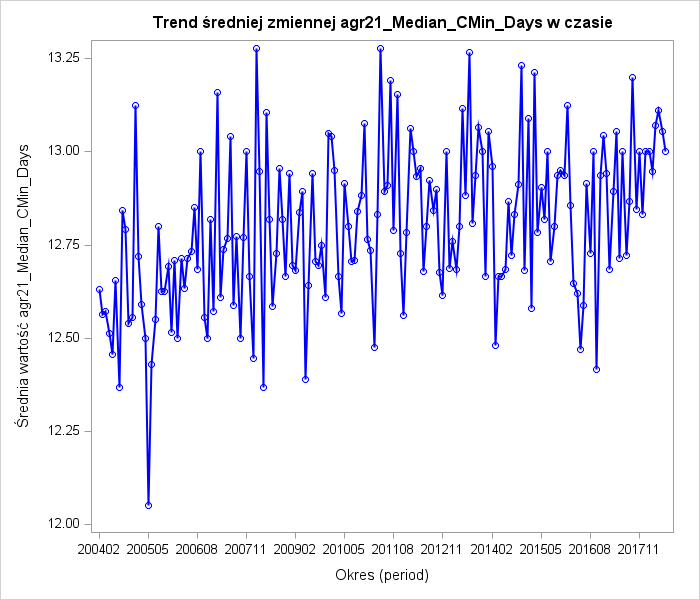 Trend średniej zmiennej agr21_Median_CMin_Days w czasie
Średnia wartość agr21_Median_CMin_Days
13.25
13.00
12.75
12.50
12.25
12.00
200402 200505 200608 200711 200902 201005 201108 201211 201402 201505 201608 201711
Okres (period)